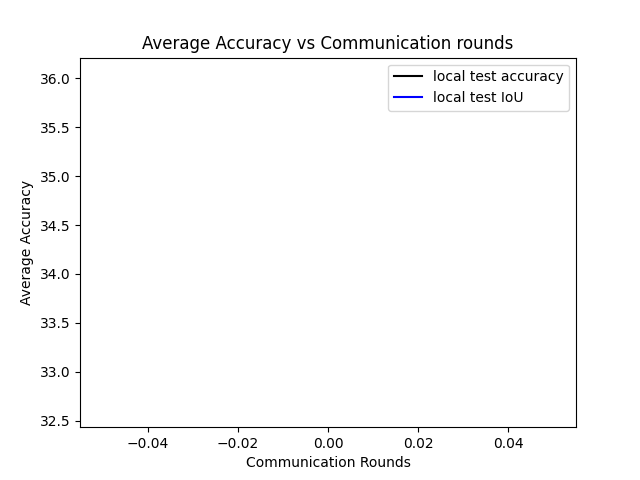 Average Accuracy vs Communication rounds
local test accuracy
local test IoU
36.0
35.5
35.0
34.5
34.0
33.5
33.0
32.5
Average Accuracy
−0.04 −0.02 0.00 0.02 0.04
Communication Rounds